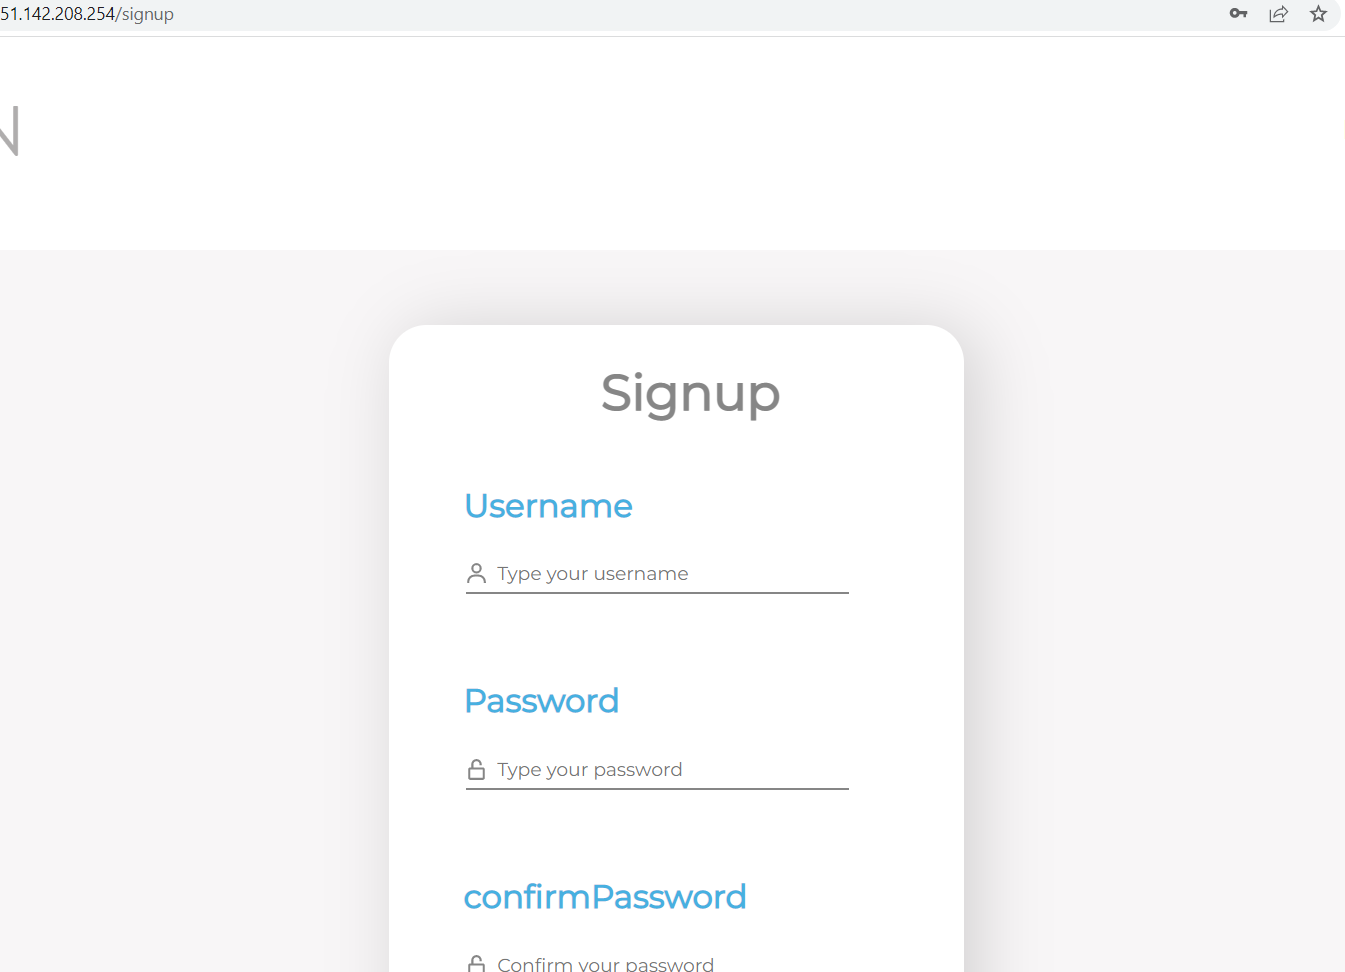 51.142.208.254/signup
N
Signup
Username
Type your username
Password
Type your password
confirmPassword
Confirm your password